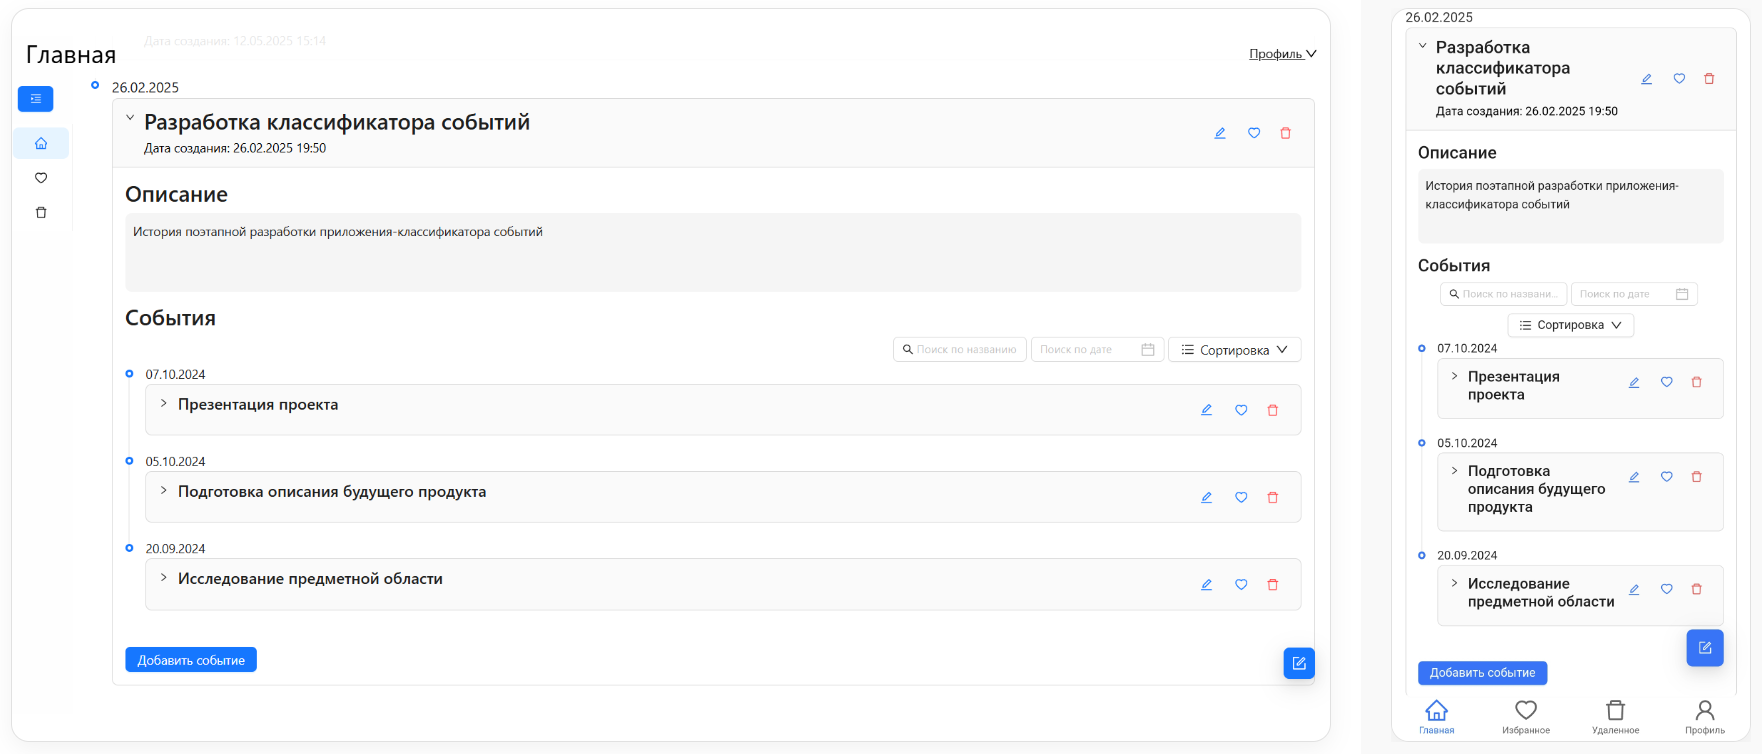 Дата создания: 12.05.2025 15:14
Главная
Профиль
26.02.2025
Разработка классификатора событий
Дата создания: 26.02.2025 19:50
Описание
История поэтапной разработки приложения-классификатора событий
События
Поиск по названию
Поиск по дате
Сортировка
07.10.2024
Презентация проекта
05.10.2024
Подготовка описания будущего продукта
20.09.2024
Исследование предметной области
Добавить событие
26.02.2025
Разработка
классификатора
событий
Дата создания: 26.02.2025 19:50
Описание
История поэтапной разработки приложения-
классификатора событий
События
Поиск по названи...
Поиск по дате
Сортировка
07.10.2024
Презентация
проекта
05.10.2024
Подготовка
описания будущего
продукта
20.09.2024
Исследование
предметной области
Добавить событие
Главная
Избранное
Удаленное
Профиль